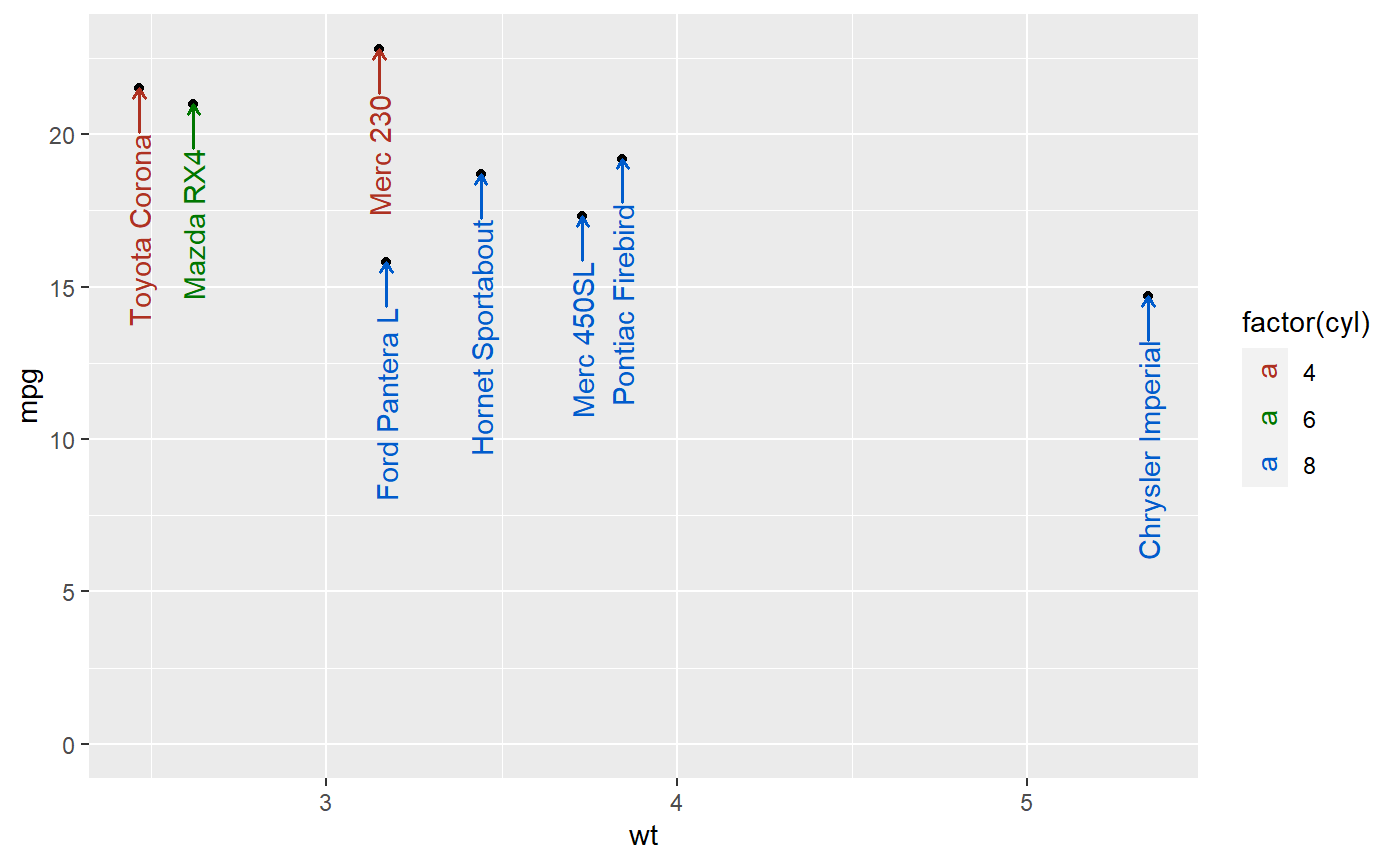 mpg
20
15
10
5
0
Toyota Corona
Mazda RX4
Merc 230
Ford Pantera L
Hornet Sportabout
Merc 450SL
Pontiac Firebird
Chrysler Imperial
3
4
5
wt
factor(cyl)
a 4
a 6
a 8